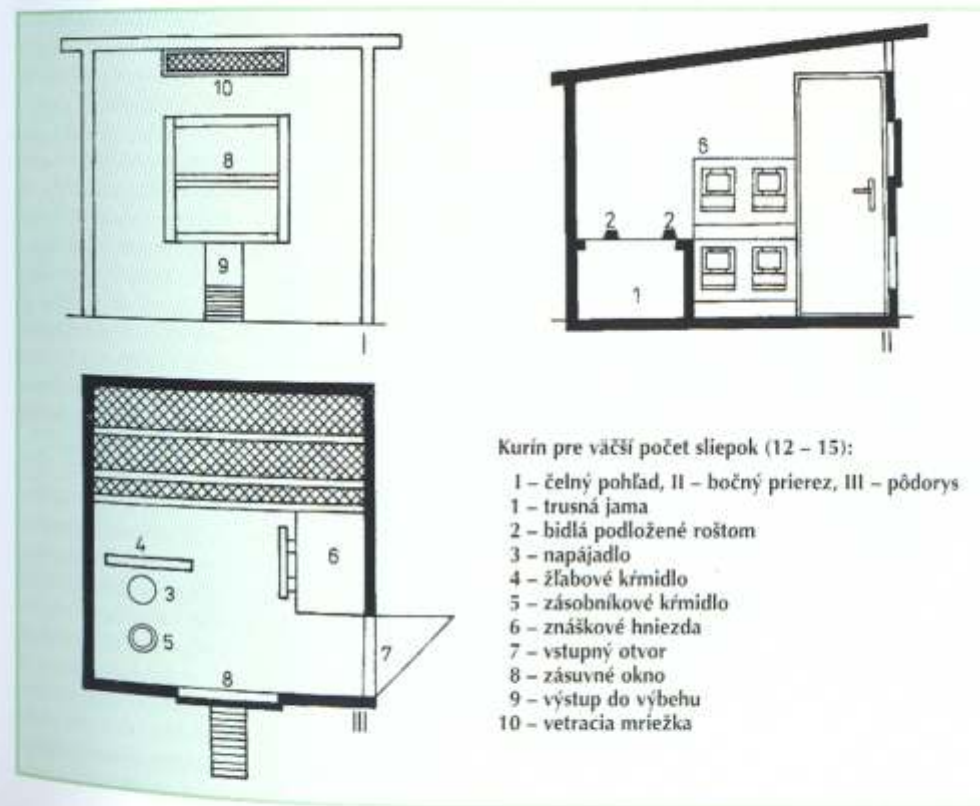 10
8
9
I
6
2 2
1
II
4
3
5
6
7
8
III
Kurín pre väčší počet sliepok (12 – 15):
I – čelný pohľad, II – bočný prierez, III – pôdorys
1 – trusná jama
2 – bidlá podložené roštom
3 – napájadlo
4 – žľabové kŕmidlo
5 – zásobníkové kŕmidlo
6 – znáškové hniezda
7 – vstupný otvor
8 – zásuvné okno
9 – výstup do výbehu
10 – vetracia mriežka